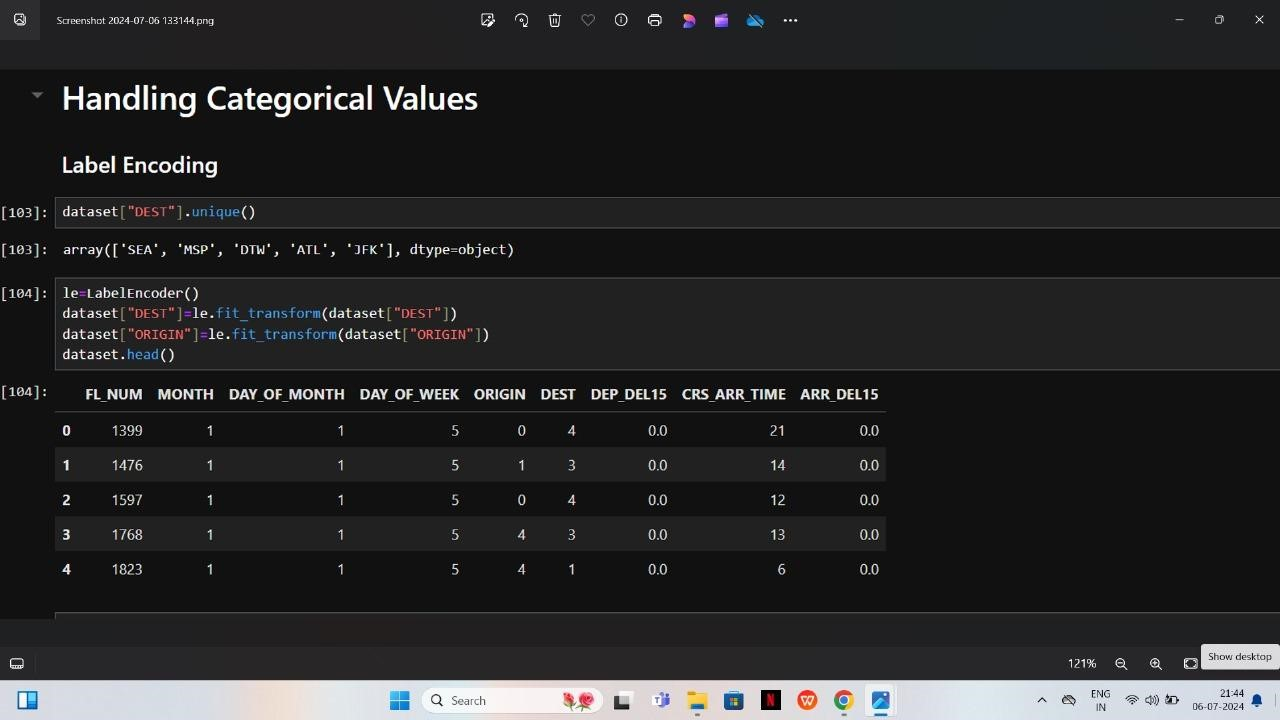 Screenshot 2024-07-06 133144.png
Handling Categorical Values
Label Encoding
[103]: dataset["DEST"].unique()
[103]: array(['SEA', 'MSP', 'DTW', 'ATL', 'JFK'], dtype=object)
[104]: le=LabelEncoder()
dataset["DEST"]=le.fit_transform(dataset["DEST"])
dataset["ORIGIN"]=le.fit_transform(dataset["ORIGIN"])
dataset.head()
[104]: FL_NUM MONTH DAY_OF_MONTH DAY_OF_WEEK ORIGIN DEST DEP_DEL15 CRS_ARR_TIME ARR_DEL15
0 1399 1 1 5 0 4 0.0 21 0.0
1 1476 1 1 5 1 3 0.0 14 0.0
2 1597 1 1 5 0 4 0.0 12 0.0
3 1768 1 1 5 4 3 0.0 13 0.0
4 1823 1 1 5 4 1 0.0 6 0.0
121%
Show desktop
Search
ENG
IN
21:44
06-07-2024